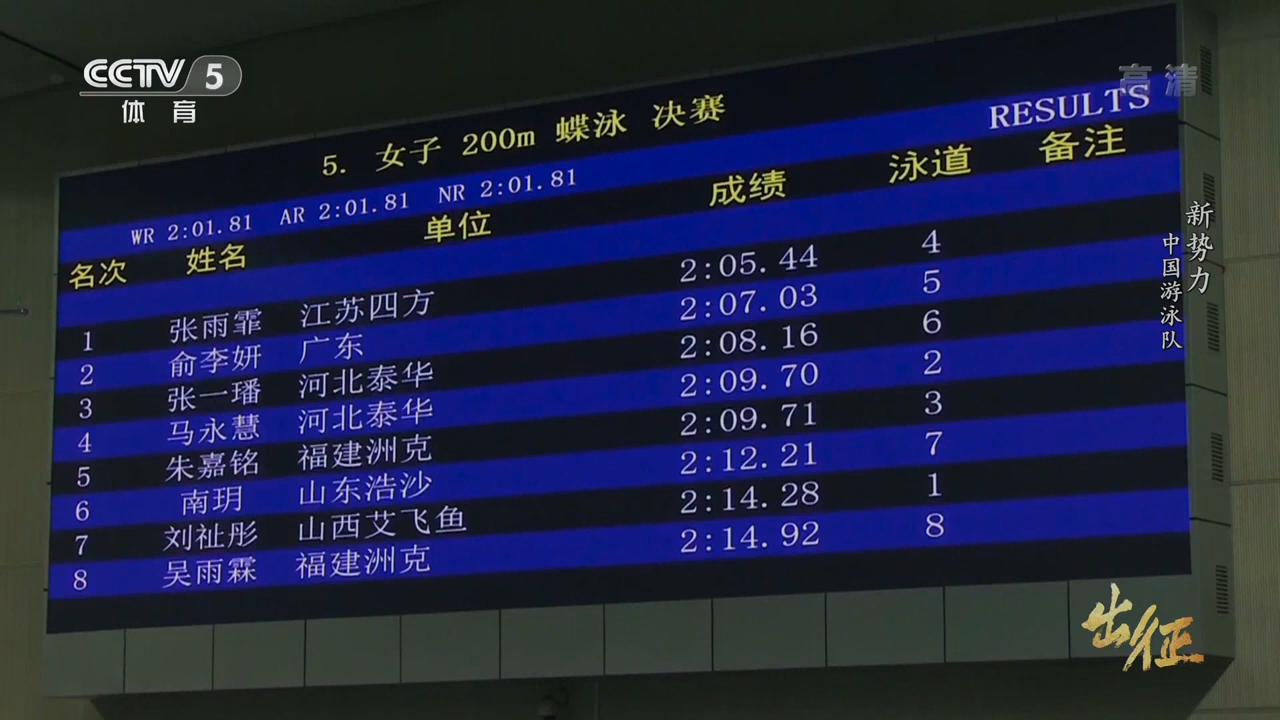 CCTV 5
体育
高清
5. 女子 200m 蝶泳 决赛
RESULTS
WR 2:01.81 AR 2:01.81 NR 2:01.81
名次 姓名 单位 成绩 泳道 备注
1 张雨霏 江苏四方 2:05.44 4
2 俞李妍 广东 2:07.03 5
3 张一璠 河北泰华 2:08.16 6
4 马永慧 河北泰华 2:09.70 2
5 朱嘉铭 福建洲克 2:09.71 3
6 南玥 山东浩沙 2:12.21 7
7 刘祉彤 山西艾飞鱼 2:14.28 1
8 吴雨霖 福建洲克 2:14.92 8
新势力
中国游泳队
出征